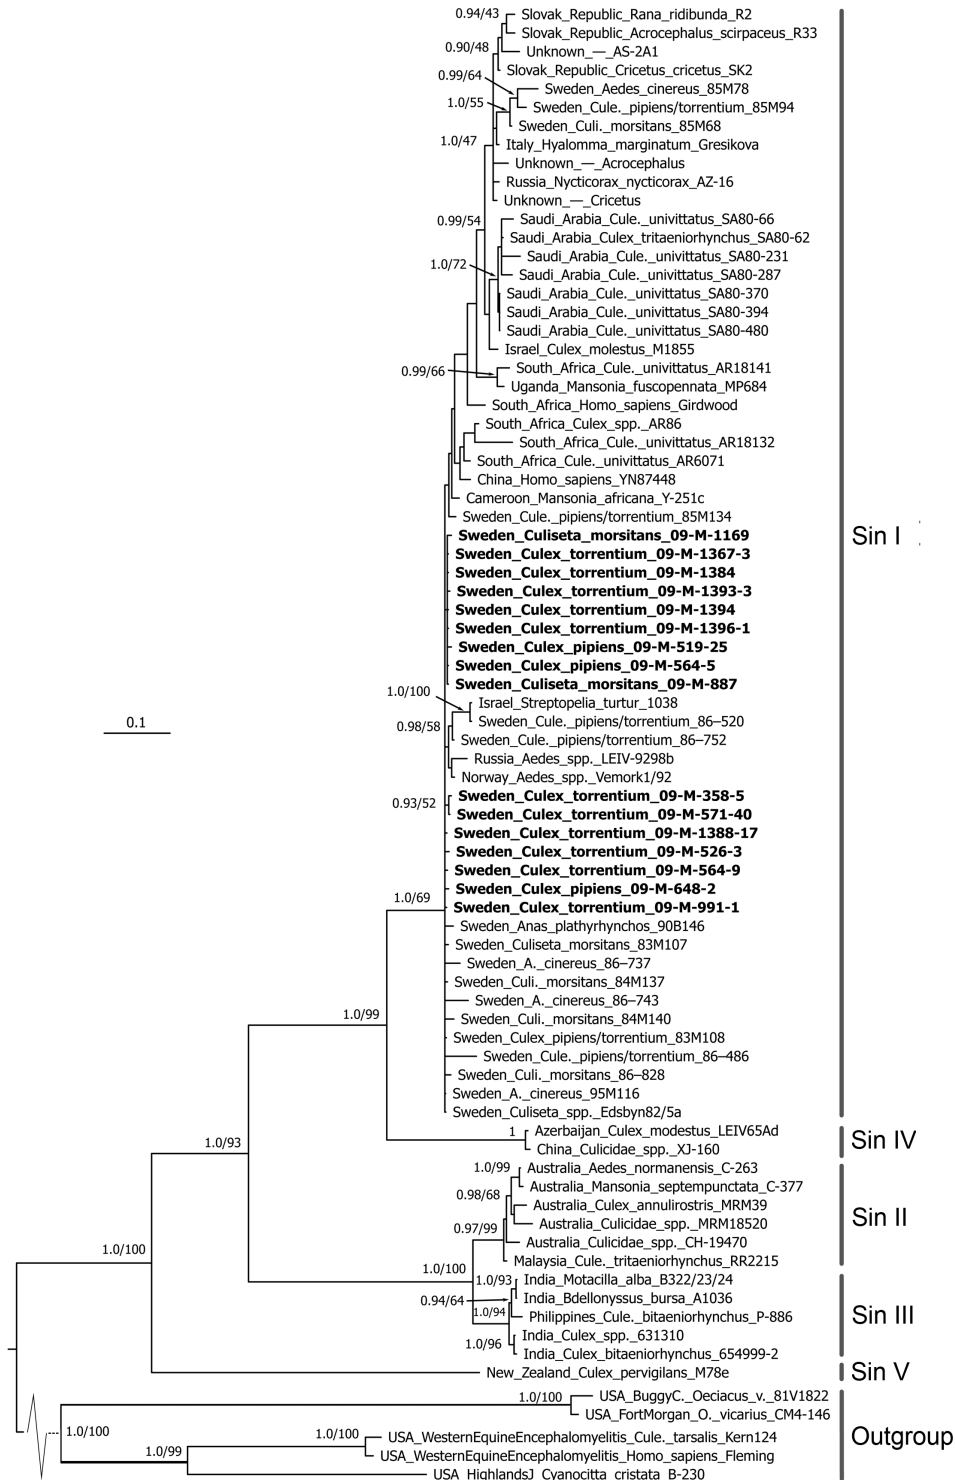 0.94/43
Slovak_Republic_Rana_ridibunda_R2
Slovak_Republic_Acrocephalus_scirpaceus_R33
0.90/48
Unknown_—_AS-2A1
Slovak_Republic_Cricetus_cricetus_SK2
0.99/64
Sweden_Aedes_cinereus_85M78
1.0/55
Sweden_Cule._pipiens/torrentium_85M94
Sweden_Culi._morsitans_85M68
1.0/47
Italy_Hyalomma_marginatum_Gresikova
Unknown_—_Acrocephalus
Russia_Nycticorax_nycticorax_AZ-16
Unknown_—_Cricetus
0.99/54
Saudi_Arabia_Cule._univittatus_SA80-66
Saudi_Arabia_Culex_tritaeniorhynchus_SA80-62
Saudi_Arabia_Cule._univittatus_SA80-231
1.0/72
Saudi_Arabia_Cule._univittatus_SA80-287
Saudi_Arabia_Cule._univittatus_SA80-370
Saudi_Arabia_Cule._univittatus_SA80-394
Saudi_Arabia_Cule._univittatus_SA80-480
Israel_Culex_molestus_M1855
0.99/66
South_Africa_Cule._univittatus_AR18141
Uganda_Mansonia_fuscopennata_MP684
South_Africa_Homo_sapiens_Girdwood
South_Africa_Culex_spp._AR86
South_Africa_Cule._univittatus_AR18132
South_Africa_Cule._univittatus_AR6071
China_Homo_sapiens_YN87448
Cameroon_Mansonia_africana_Y-251c
Sweden_Cule._pipiens/torrentium_85M134
Sin I
Sweden_Culiseta_morsitans_09-M-1169
Sweden_Culex_torrentium_09-M-1367-3
Sweden_Culex_torrentium_09-M-1384
Sweden_Culex_torrentium_09-M-1393-3
Sweden_Culex_torrentium_09-M-1394
Sweden_Culex_torrentium_09-M-1396-1
Sweden_Culex_pipiens_09-M-519-25
Sweden_Culex_pipiens_09-M-564-5
Sweden_Culiseta_morsitans_09-M-887
1.0/100
Israel_Streptopelia_turtur_1038
0.1
Sweden_Cule._pipiens/torrentium_86–520
0.98/58
Sweden_Cule._pipiens/torrentium_86–752
Russia_Aedes_spp._LEIV-9298b
Norway_Aedes_spp._Vemork1/92
0.93/52
Sweden_Culex_torrentium_09-M-358-5
Sweden_Culex_torrentium_09-M-571-40
Sweden_Culex_torrentium_09-M-1388-17
Sweden_Culex_torrentium_09-M-526-3
Sweden_Culex_torrentium_09-M-564-9
Sweden_Culex_pipiens_09-M-648-2
1.0/69
Sweden_Culex_torrentium_09-M-991-1
Sweden_Anas_plathyrhynchos_90B146
Sweden_Culiseta_morsitans_83M107
Sweden_A._cinereus_86–737
Sweden_Culi._morsitans_84M137
Sweden_A._cinereus_86–743
1.0/99
Sweden_Culi._morsitans_84M140
Sweden_Culex_pipiens/torrentium_83M108
Sweden_Cule._pipiens/torrentium_86–486
Sweden_Culi._morsitans_86–828
Sweden_A._cinereus_95M116
Sweden_Culiseta_spp._Edsbyn82/5a
1
Azerbaijan_Culex_modestus_LEIV65Ad
China_Culicidae_spp._XJ-160
Sin IV
1.0/93
1.0/99
Australia_Aedes_normanensis_C-263
Australia_Mansonia_septempunctata_C-377
0.98/68
Australia_Culex_annulirostris_MRM39
Australia_Culicidae_spp._MRM18520
Sin II
0.97/99
Australia_Culicidae_spp._CH-19470
1.0/100
Malaysia_Cule._tritaeniorhynchus_RR2215
1.0/100
1.0/93
India_Motacilla_alba_B322/23/24
0.94/64
India_Bdellonyssus_bursa_A1036
1.0/94
Philippines_Cule._bitaeniorhynchus_P-886
Sin III
1.0/96
India_Culex_spp._631310
India_Culex_bitaeniorhynchus_654999-2
New_Zealand_Culex_pervigilans_M78e
Sin V
1.0/100
USA_BuggyC._Oeciacus_v._81V1822
USA_FortMorgan_O._vicarius_CM4-146
1.0/100
1.0/100
USA_WesternEquineEncephalomyelitis_Cule._tarsalis_Kern124
Outgroup
1.0/99
USA_WesternEquineEncephalomyelitis_Homo_sapiens_Fleming
USA_HighlandsJ_Cyanocitta_cristata_B-230